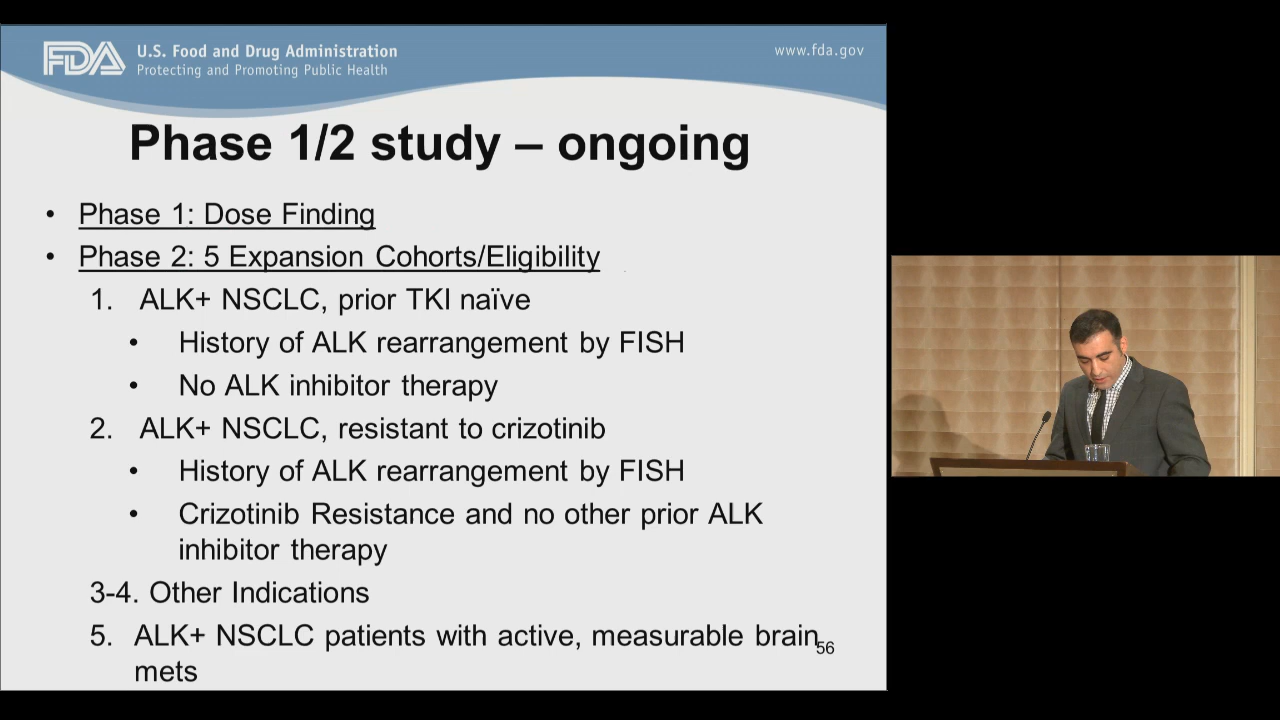 FDA U.S. Food and Drug Administration
Protecting and Promoting Public Health
www.fda.gov
Phase 1/2 study – ongoing
• Phase 1: Dose Finding
• Phase 2: 5 Expansion Cohorts/Eligibility
1. ALK+ NSCLC, prior TKI naïve
• History of ALK rearrangement by FISH
• No ALK inhibitor therapy
2. ALK+ NSCLC, resistant to crizotinib
• History of ALK rearrangement by FISH
• Crizotinib Resistance and no other prior ALK
inhibitor therapy
3-4. Other Indications
5. ALK+ NSCLC patients with active, measurable brain
mets
56